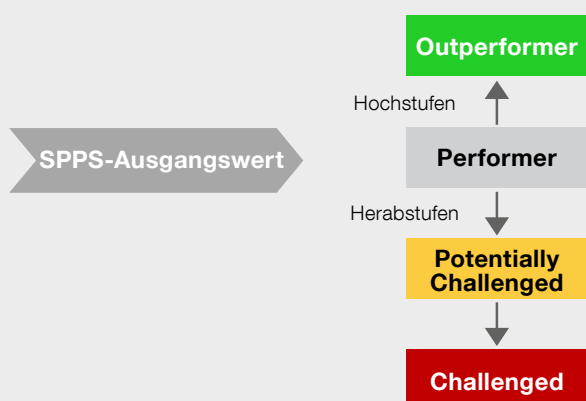 Outperformer
Hochstufen
SPPS-Ausgangswert
Performer
Herabstufen
Potentially
Challenged
Challenged